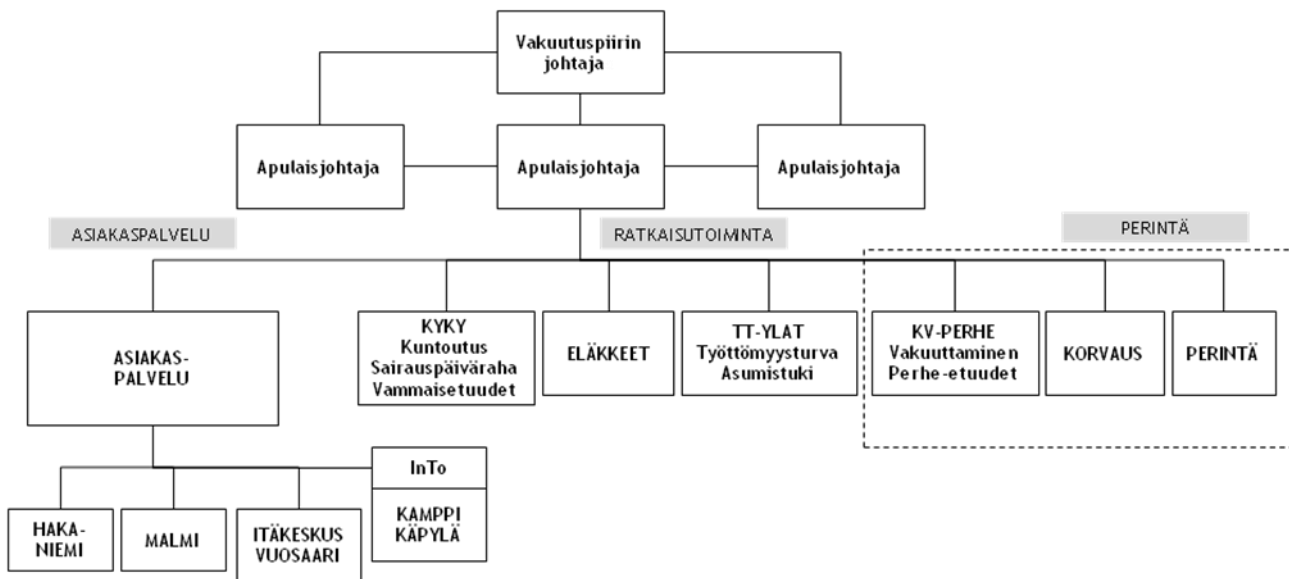 Vakuutuspiirin
johtaja
Apulaisjohtaja
Apulaisjohtaja
Apulaisjohtaja
ASIAKASPALVELU
RATKAISUTOIMINTA
PERINTÄ
ASIAKAS-
PALVELU
KYKY
Kuntoutus
Sairauspäiväraha
Vammaisetuudet
ELÄKKEET
TT-YLAT
Työttömyysturva
Asumistuki
KV-PERHE
Vakuuttaminen
Perhe-etuudet
KORVAUS
PERINTÄ
HAKA-
NIEMI
MALMI
ITÄKESKUS
VUOSAARI
InTo
KAMPPI
KÄPYLÄ